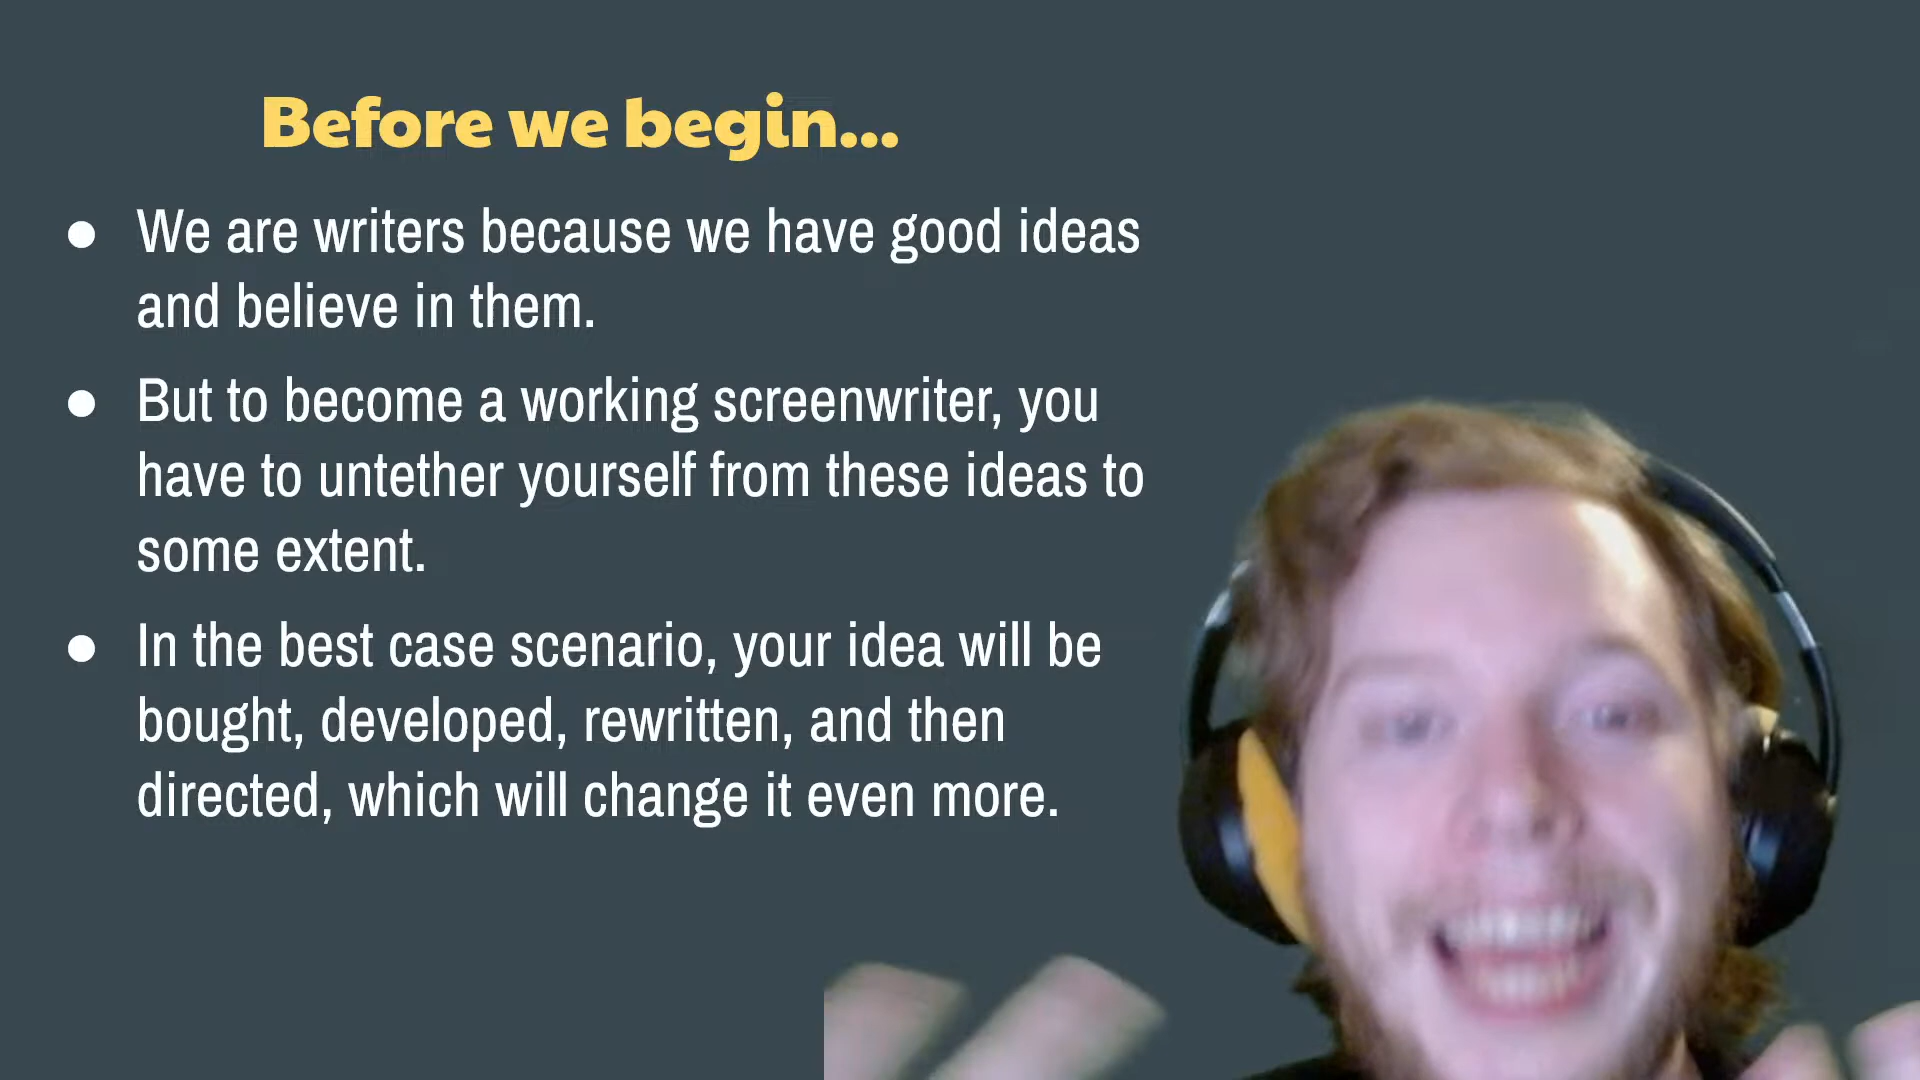 Before we begin...
● We are writers because we have good ideas
and believe in them.
● But to become a working screenwriter, you
have to untether yourself from these ideas to
some extent.
● In the best case scenario, your idea will be
bought, developed, rewritten, and then
directed, which will change it even more.